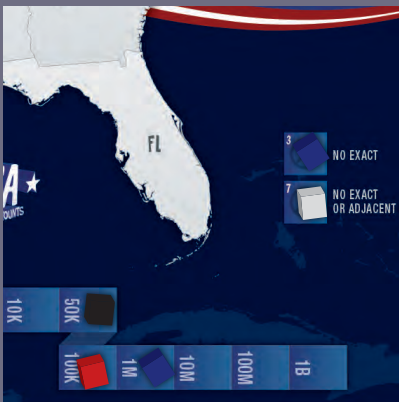 FL
3
NO EXACT
7
NO EXACT
OR ADJACENT
10K
50K
100K
1M
10M
100M
1B